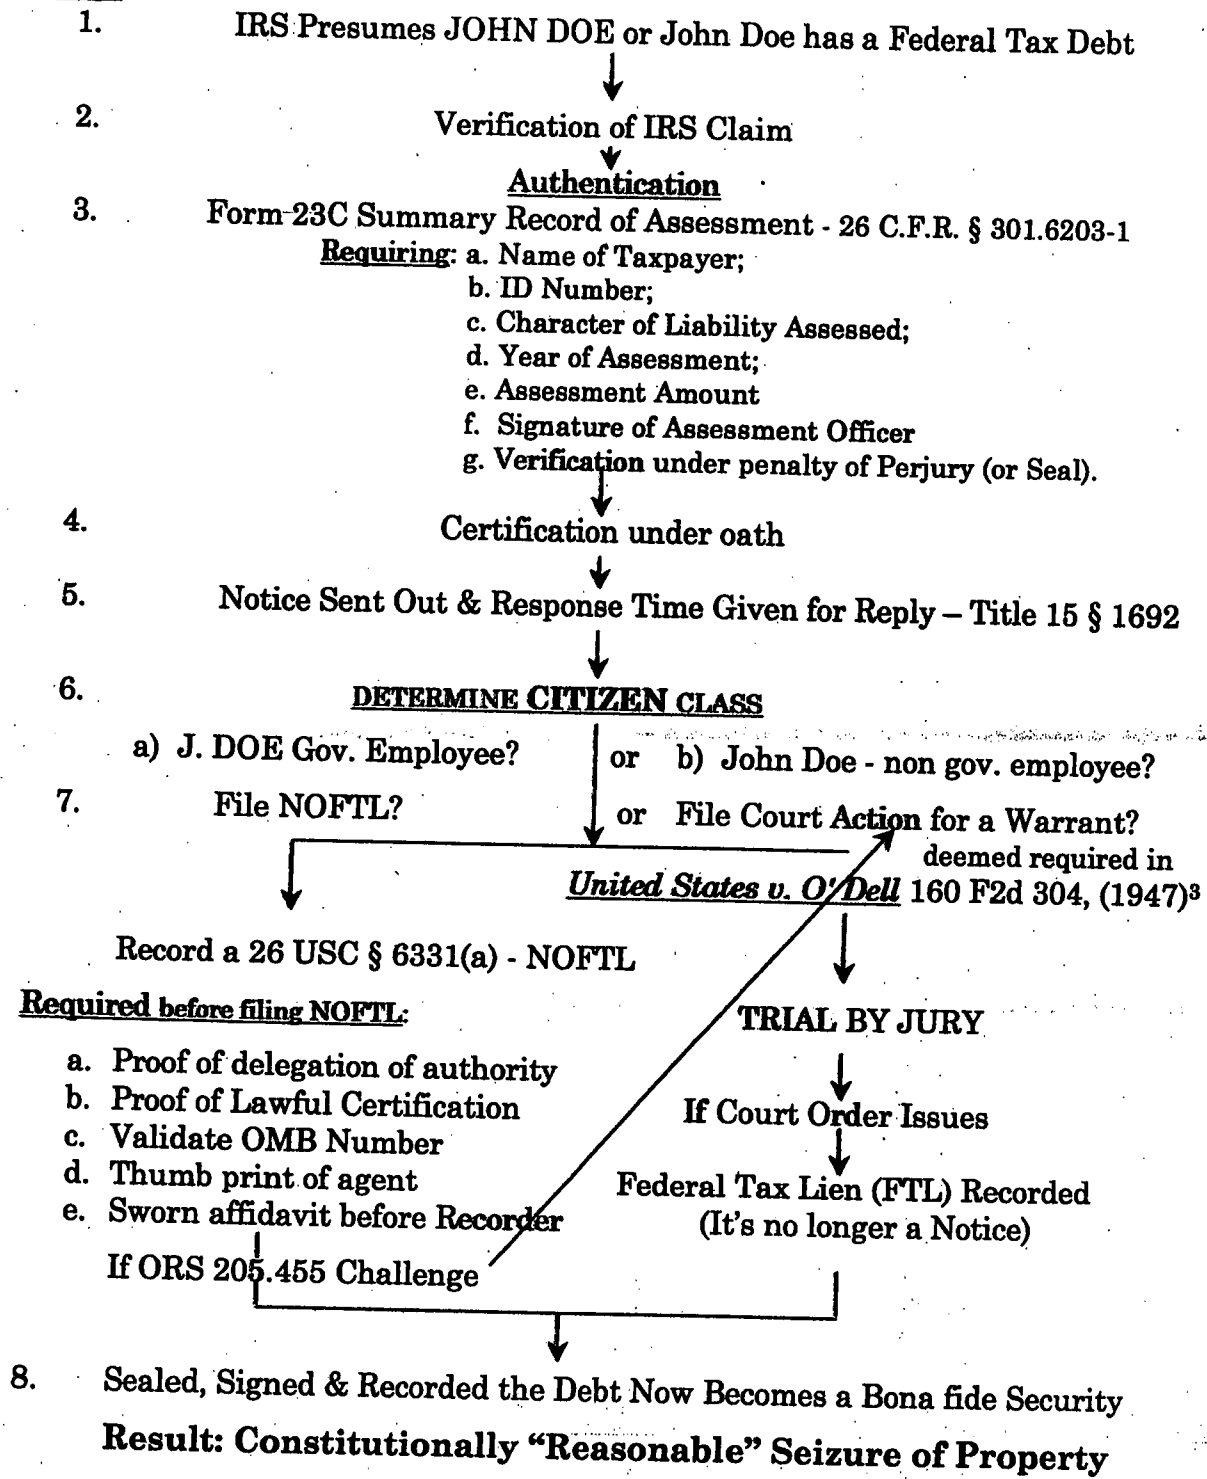 1. IRS Presumes JOHN DOE or John Doe has a Federal Tax Debt
2. Verification of IRS Claim
Authentication
3. Form-23C Summary Record of Assessment - 26 C.F.R. § 301.6203-1
Requiring: a. Name of Taxpayer;
b. ID Number;
c. Character of Liability Assessed;
d. Year of Assessment;
e. Assessment Amount
f. Signature of Assessment Officer
g. Verification under penalty of Perjury (or Seal).
4. Certification under oath
5. Notice Sent Out & Response Time Given for Reply – Title 15 § 1692
6. DETERMINE CITIZEN CLASS
a) J. DOE Gov. Employee? or b) John Doe - non gov. employee?
7. File NOFTL? or File Court Action for a Warrant?
deemed required in
United States v. O'Dell 160 F2d 304, (1947)³
Record a 26 USC § 6331(a) - NOFTL
Required before filing NOFTL:
a. Proof of delegation of authority
b. Proof of Lawful Certification
c. Validate OMB Number
d. Thumb print of agent
e. Sworn affidavit before Recorder
If ORS 205.455 Challenge
TRIAL BY JURY
If Court Order Issues
Federal Tax Lien (FTL) Recorded
(It's no longer a Notice)
8. Sealed, Signed & Recorded the Debt Now Becomes a Bona fide Security
Result: Constitutionally “Reasonable” Seizure of Property